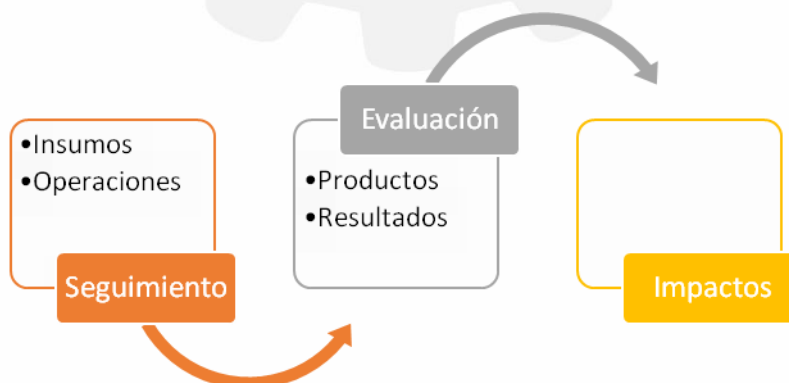 •Insumos
•Operaciones
Seguimiento
Evaluación
•Productos
•Resultados
Impactos